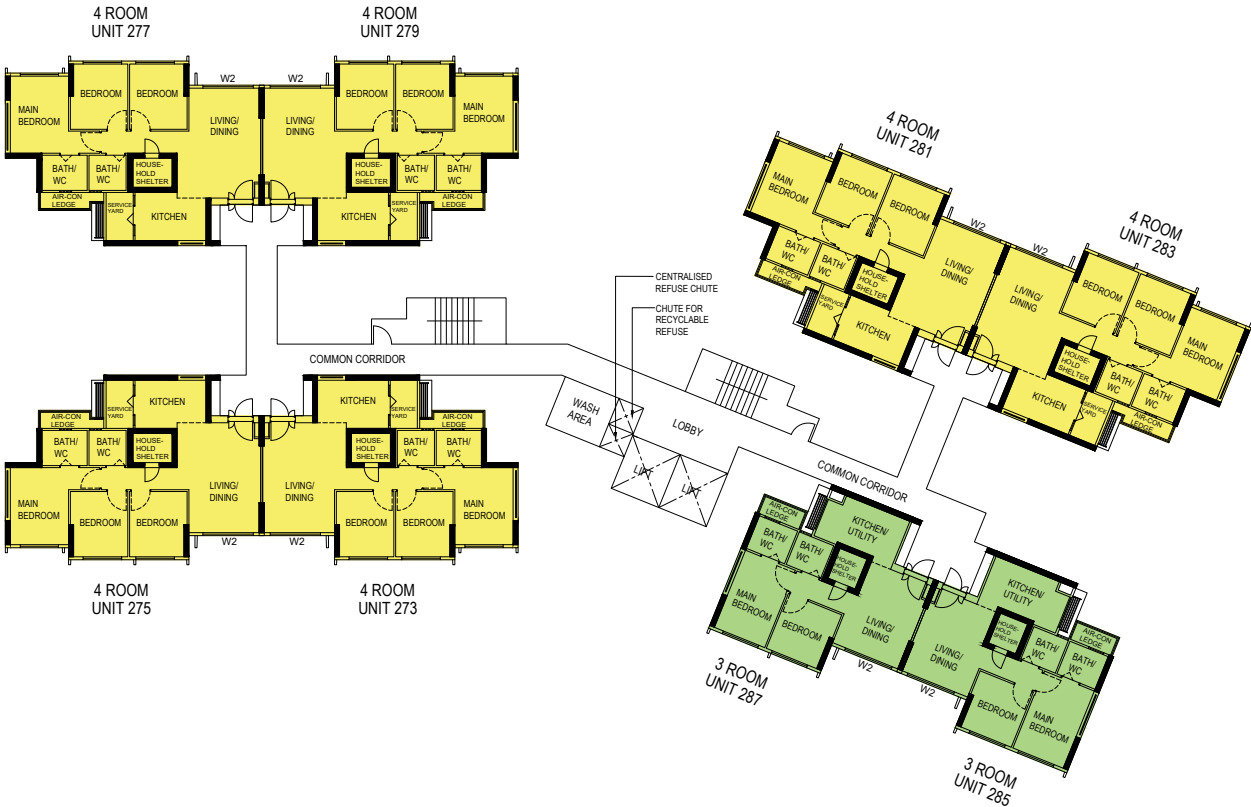 4 ROOM
UNIT 277
4 ROOM
UNIT 279
W2
W2
BEDROOM
BEDROOM
MAIN
BEDROOM
LIVING/
DINING
BATH/
WC
BATH/
WC
HOUSE-
HOLD
SHELTER
AIR-CON
LEDGE
SERVICE
YARD
KITCHEN
LIVING/
DINING
BEDROOM
BEDROOM
MAIN
BEDROOM
HOUSE-
HOLD
SHELTER
BATH/
WC
BATH/
WC
KITCHEN
SERVICE
YARD
AIR-CON
LEDGE
4 ROOM
UNIT 281
4 ROOM
UNIT 283
W2
W2
MAIN
BEDROOM
BEDROOM
BEDROOM
BATH/
WC
BATH/
WC
HOUSE-
HOLD
SHELTER
LIVING/
DINING
AIR-CON
LEDGE
SERVICE
YARD
KITCHEN
LIVING/
DINING
BEDROOM
BEDROOM
MAIN
BEDROOM
HOUSE-
HOLD
SHELTER
BATH/
WC
BATH/
WC
KITCHEN
SERVICE
YARD
AIR-CON
LEDGE
CENTRALISED
REFUSE CHUTE
CHUTE FOR
RECYCLABLE
REFUSE
COMMON CORRIDOR
WASH
AREA
LOBBY
LIFT
LIFT
COMMON CORRIDOR
AIR-CON
LEDGE
SERVICE
YARD
KITCHEN
BATH/
WC
BATH/
WC
HOUSE-
HOLD
SHELTER
MAIN
BEDROOM
BEDROOM
BEDROOM
LIVING/
DINING
W2
KITCHEN
SERVICE
YARD
AIR-CON
LEDGE
HOUSE-
HOLD
SHELTER
BATH/
WC
BATH/
WC
LIVING/
DINING
BEDROOM
BEDROOM
MAIN
BEDROOM
W2
4 ROOM
UNIT 275
4 ROOM
UNIT 273
AIR-CON
LEDGE
KITCHEN/
UTILITY
BATH/
WC
BATH/
WC
HOUSE-
HOLD
SHELTER
MAIN
BEDROOM
BEDROOM
LIVING/
DINING
W2
KITCHEN/
UTILITY
HOUSE-
HOLD
SHELTER
AIR-CON
LEDGE
BATH/
WC
BATH/
WC
LIVING/
DINING
BEDROOM
MAIN
BEDROOM
W2
3 ROOM
UNIT 287
3 ROOM
UNIT 285